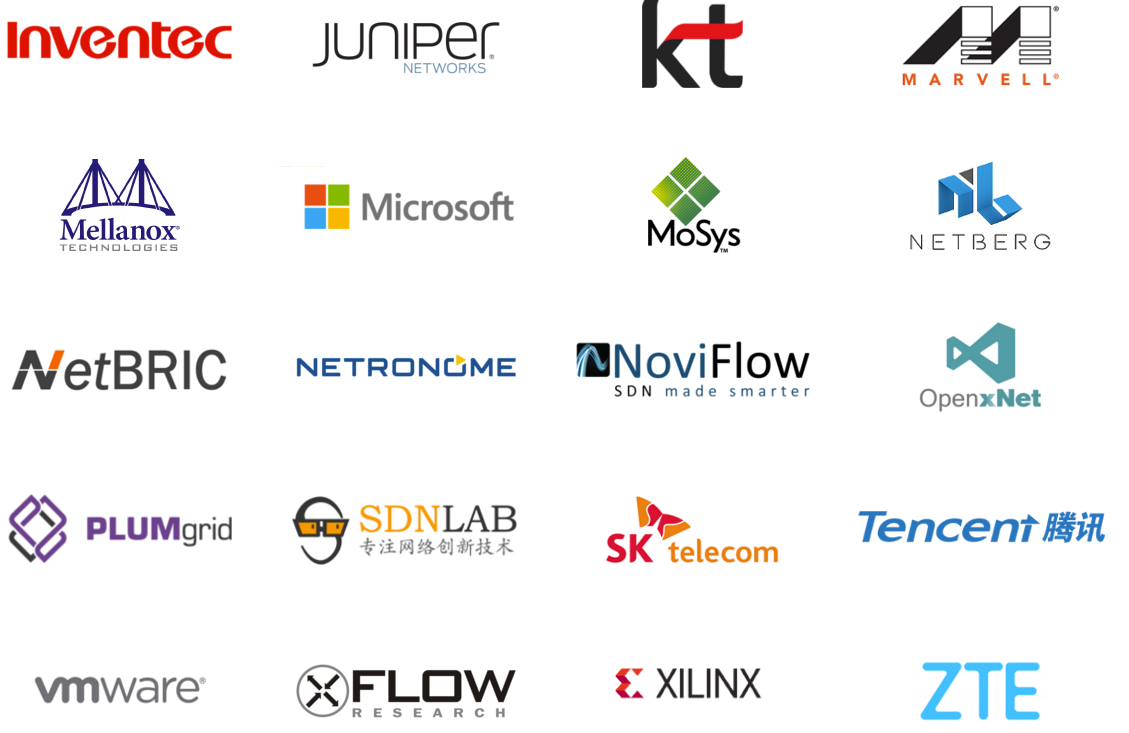 Inventec
JUNIPEr
NETWORKS
kt
MARVELL
Mellanox
TECHNOLOGIES
Microsoft
MoSys
NETBERG
NetBRIC
NETRONOME
NoviFlow
SDN made smarter
OpenxNet
PLUMgrid
SDNLAB
专注网络创新技术
SK telecom
Tencent 腾讯
vmware
XFLOW
RESEARCH
XILINX
ZTE